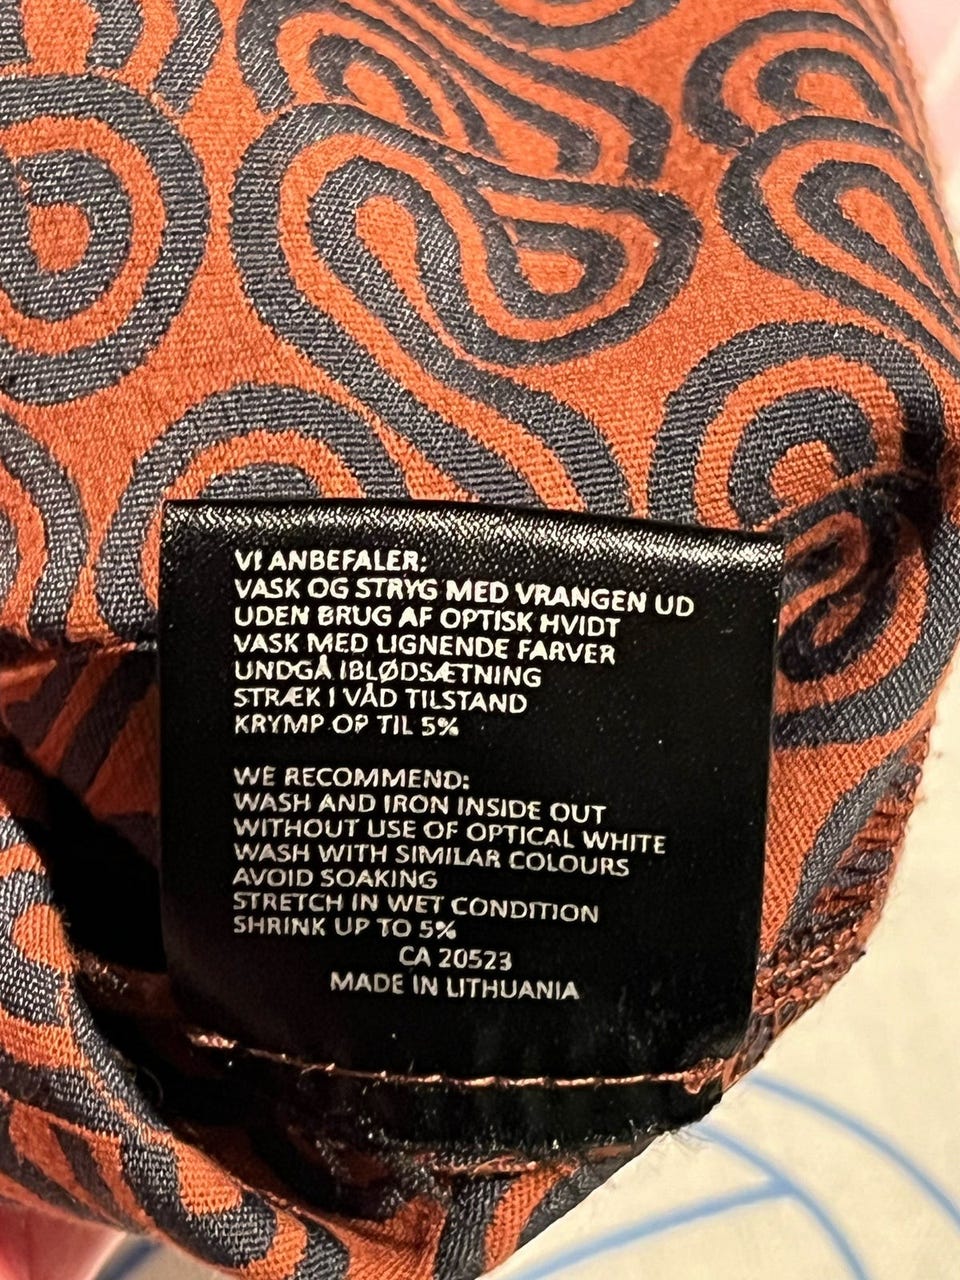 VI ANBEFALER:
VASK OG STRYG MED VRANGEN UD
UDEN BRUG AF OPTISK HVIDT
VASK MED LIGNENDE FARVER
UNDGÅ IBLØDSÆTNING
STRÆK I VÅD TILSTAND
KRYMP OP TIL 5%
WE RECOMMEND:
WASH AND IRON INSIDE OUT
WITHOUT USE OF OPTICAL WHITE
WASH WITH SIMILAR COLOURS
AVOID SOAKING
STRETCH IN WET CONDITION
SHRINK UP TO 5%
CA 20523
MADE IN LITHUANIA